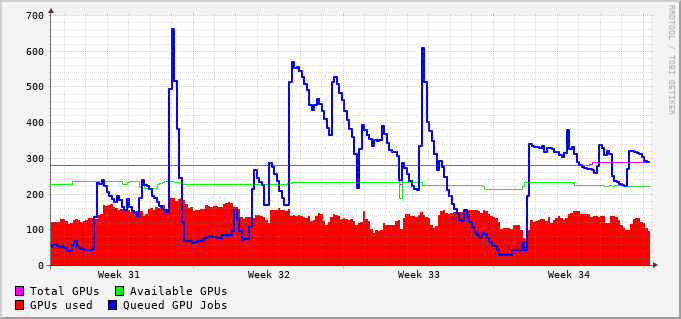 700
600
500
400
300
200
100
0
Week 31 Week 32 Week 33 Week 34
Total GPUs Available GPUs
GPUs used Queued GPU Jobs
RRDTOOL / TOBI OETIKER